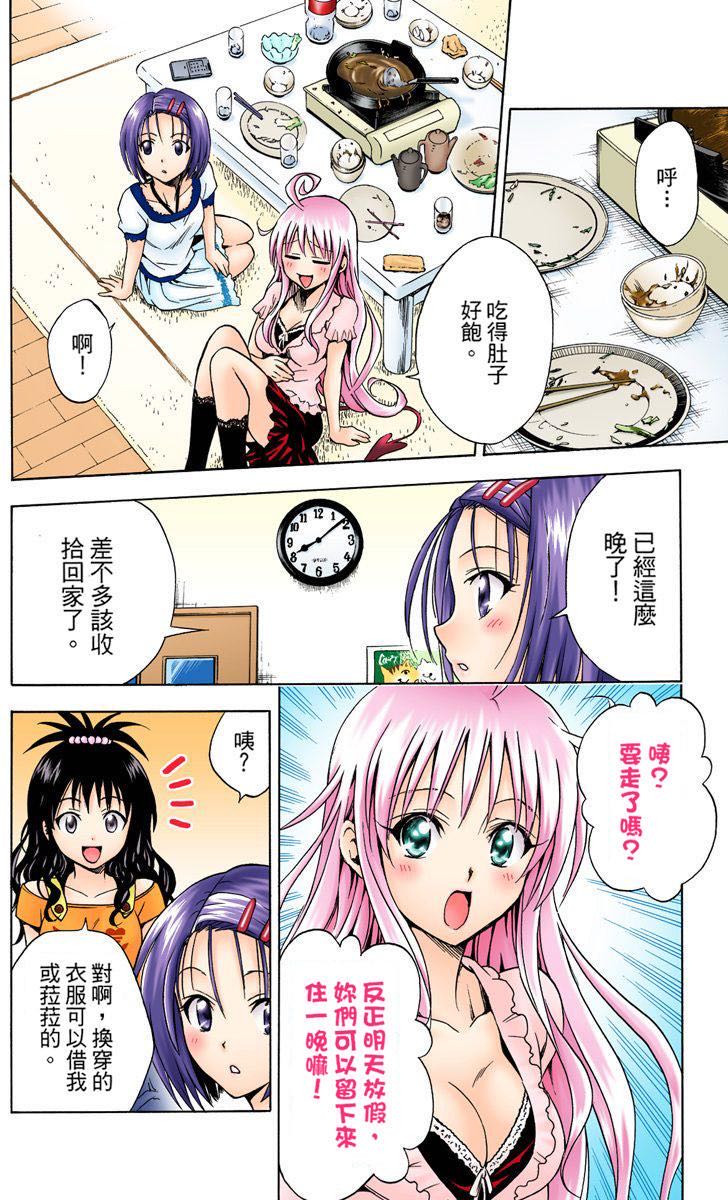 呼…
吃得肚子
好飽。
啊！
已經這麼
晚了！
差不多該收
拾回家了。
咦？
要走了嗎？
反正明天放假，
妳們可以留下來
住一晚嘛！
咦？
對啊，換穿的
衣服可以借我
或菈菈的。